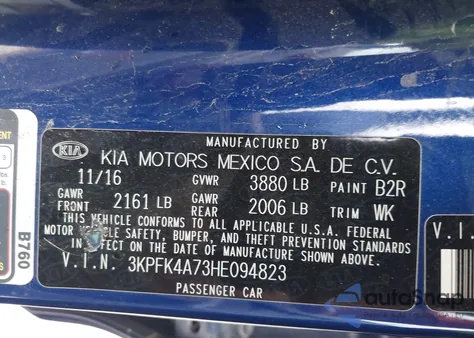 MANUFACTURED BY
KIA KIA MOTORS MEXICO S.A. DE C.V.
11/16 GVWR 3880 LB PAINT B2R
GAWR FRONT 2161 LB GAWR REAR 2006 LB TRIM WK
THIS VEHICLE CONFORMS TO ALL APPLICABLE U.S.A. FEDERAL
MOTOR VEHICLE SAFETY, BUMPER, AND THEFT PREVENTION STANDARDS
IN EFFECT ON THE DATE OF MANUFACTURE SHOWN ABOVE.
V.I.N. 3KPFK4A73HE094823
PASSENGER CAR
B760
V.I.
autoSnap